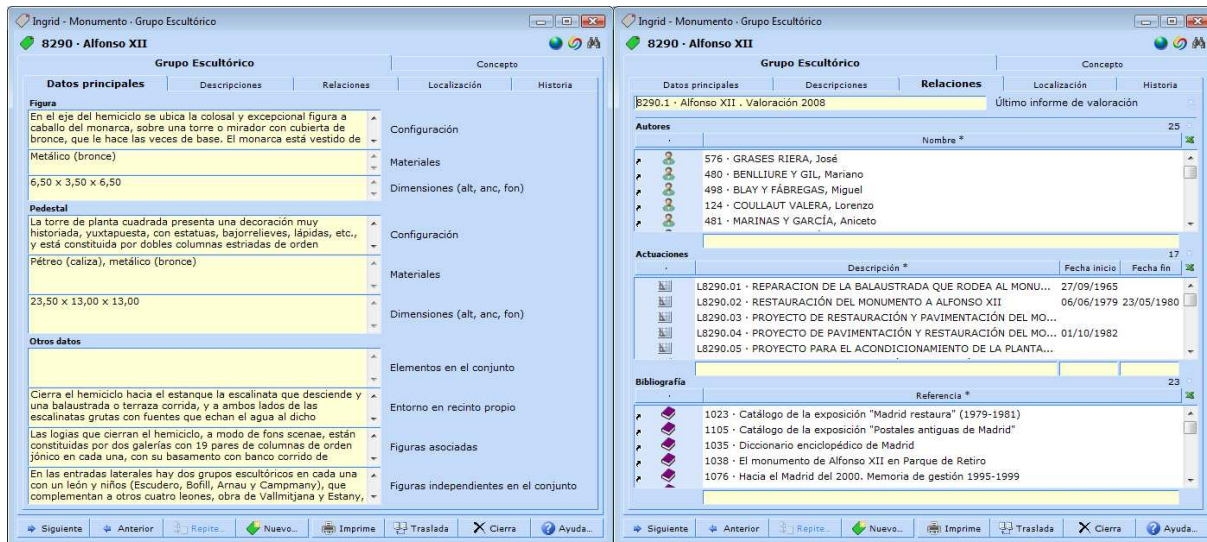 Ingrid - Monumento - Grupo Escultórico
8290 · Alfonso XII
Grupo Escultórico
Concepto
Datos principales
Descripciones
Relaciones
Localización
Historia
Figura
En el eje del hemiciclo se ubica la colosal y excepcional figura a
caballo del monarca, sobre una torre o mirador con cubierta de
bronce, que le hace las veces de base. El monarca está vestido de
Configuración
Metálico (bronce)
Materiales
6,50 x 3,50 x 6,50
Dimensiones (alt, anc, fon)
Pedestal
La torre de planta cuadrada presenta una decoración muy
historiada, yuxtapuesta, con estatuas, bajorrelieves, lápidas, etc.,
y está constituida por dobles columnas estriadas de orden
Configuración
Pétreo (caliza), metálico (bronce)
Materiales
23,50 x 13,00 x 13,00
Dimensiones (alt, anc, fon)
Otros datos
Elementos en el conjunto
Cierra el hemiciclo hacia el estanque la escalinata que desciende y
una balaustrada o terraza corrida, y a ambos lados de las
escalinatas grutas con fuentes que echan el agua al dicho
Entorno en recinto propio
Las logias que cierran el hemiciclo, a modo de fons scenae, están
constituidas por dos galerías con 19 pares de columnas de orden
jónico en cada una, con su basamento con banco corrido de
Figuras asociadas
En las entradas laterales hay dos grupos escultóricos en cada una
con un león y niños (Escudero, Bofill, Arnau y Campmany), que
complementan a otros cuatro leones, obra de Vallmitjana y Estany,
Figuras independientes en el conjunto
Siguiente
Anterior
Repite...
Nuevo...
Imprime
Traslada
Cierra
Ayuda...
Ingrid - Monumento - Grupo Escultórico
8290 · Alfonso XII
Grupo Escultórico
Concepto
Datos principales
Descripciones
Relaciones
Localización
Historia
8290.1 · Alfonso XII . Valoración 2008
Último informe de valoración
Autores
25
Nombre *
576 · GRASES RIERA, José
480 · BENLLIURE Y GIL, Mariano
498 · BLAY Y FÁBREGAS, Miguel
124 · COULLAUT VALERA, Lorenzo
481 · MARINAS Y GARCÍA, Aniceto
Actuaciones
17
Descripción *
Fecha inicio
Fecha fin
L8290.01 · REPARACION DE LA BALAUSTRADA QUE RODEA AL MONU... 27/09/1965
L8290.02 · RESTAURACIÓN DEL MONUMENTO A ALFONSO XII 06/06/1979 23/05/1980
L8290.03 · PROYECTO DE RESTAURACIÓN Y PAVIMENTACIÓN DEL MO...
L8290.04 · PROYECTO DE PAVIMENTACIÓN Y RESTAURACIÓN DEL MO... 01/10/1982
L8290.05 · PROYECTO PARA EL ACONDICIONAMIENTO DE LA PLANTA...
Bibliografía
23
Referencia *
1023 · Catálogo de la exposición "Madrid restaura" (1979-1981)
1105 · Catálogo de la exposición "Postales antiguas de Madrid"
1035 · Diccionario enciclopédico de Madrid
1038 · El monumento de Alfonso XII en Parque de Retiro
1076 · Hacia el Madrid del 2000. Memoria de gestión 1995-1999
Siguiente
Anterior
Repite...
Nuevo...
Imprime
Traslada
Cierra
Ayuda...